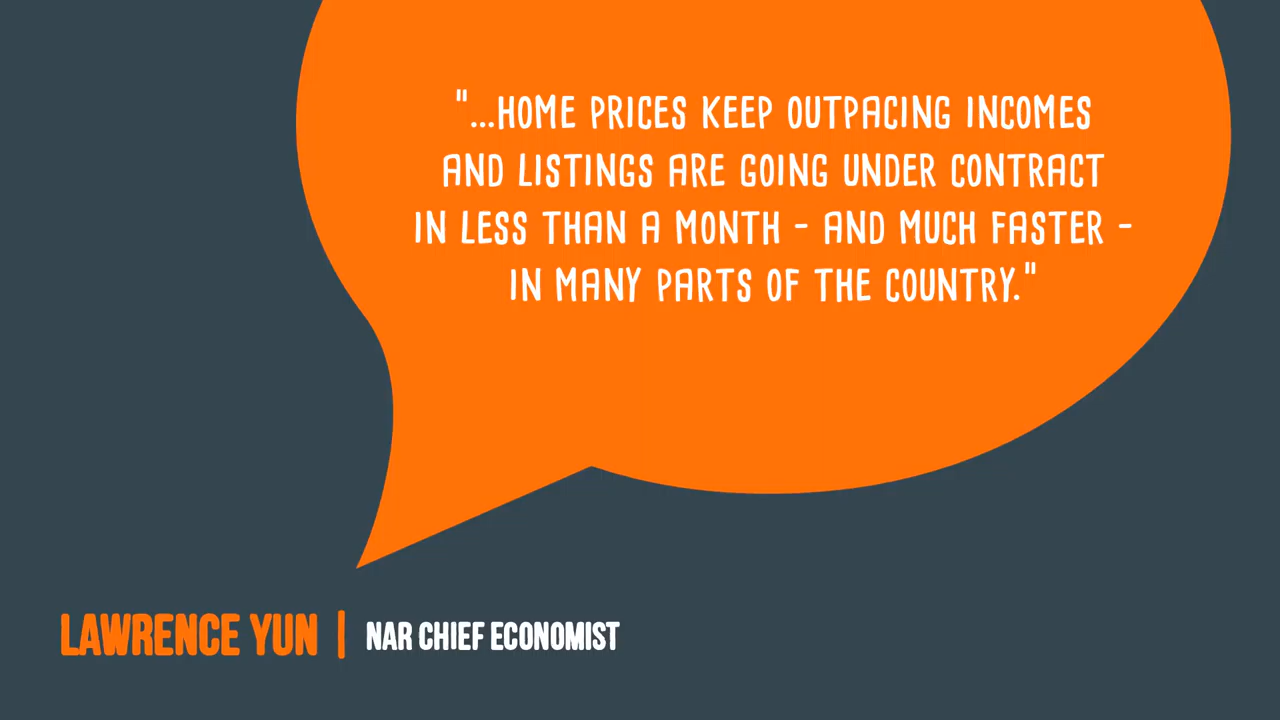 "...HOME PRICES KEEP OUTPACING INCOMES
AND LISTINGS ARE GOING UNDER CONTRACT
IN LESS THAN A MONTH - AND MUCH FASTER -
IN MANY PARTS OF THE COUNTRY."
LAWRENCE YUN | NAR CHIEF ECONOMIST